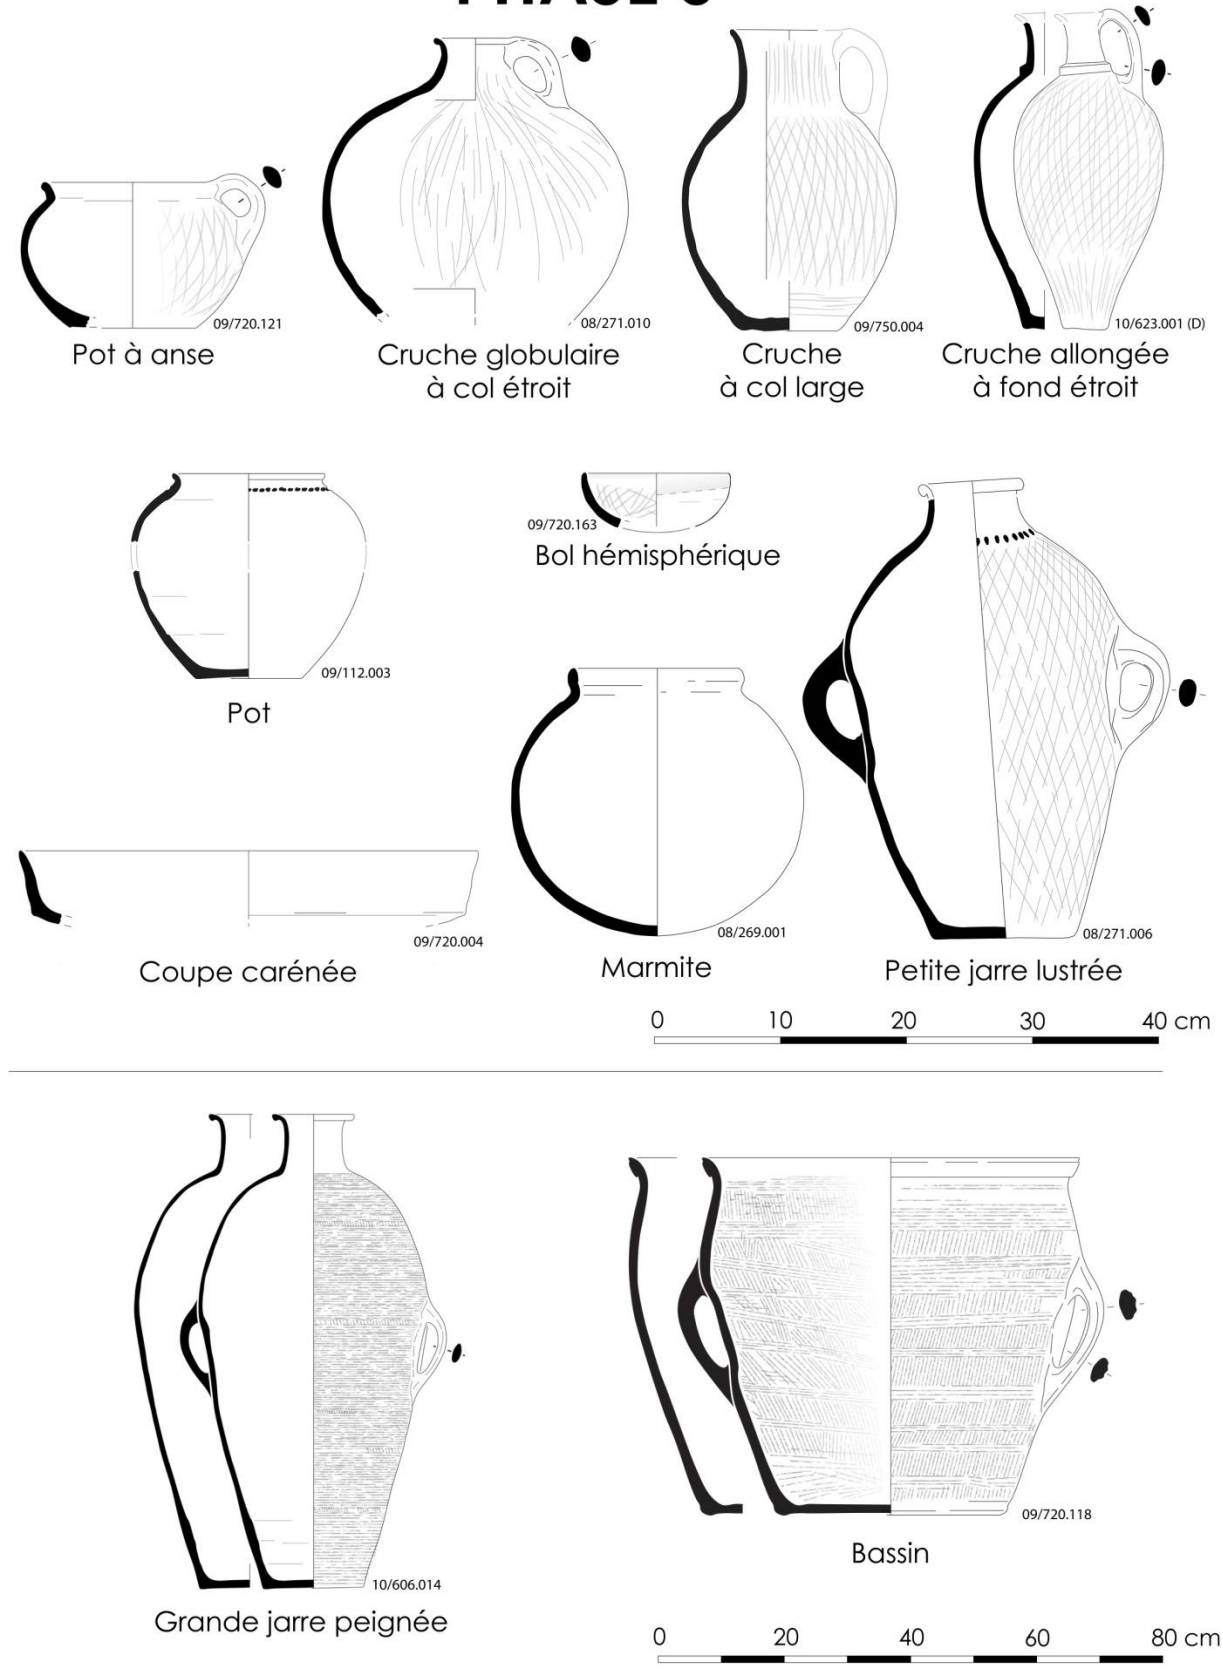 09/720.121
08/271.010
09/750.004
10/623.001 (D)
Pot à anse
Cruche globulaire
à col étroit
Cruche
à col large
Cruche allongée
à fond étroit
09/720.163
Bol hémisphérique
09/112.003
Pot
09/720.004
Coupe carénée
08/269.001
Marmite
08/271.006
Petite jarre lustrée
0 10 20 30 40 cm
10/606.014
Grande jarre peignée
09/720.118
Bassin
0 20 40 60 80 cm